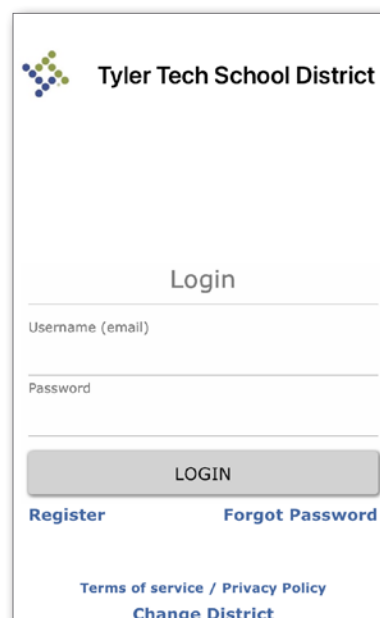 Tyler Tech School District
Login
Username (email)
Password
LOGIN
Register Forgot Password
Terms of service / Privacy Policy
Change District